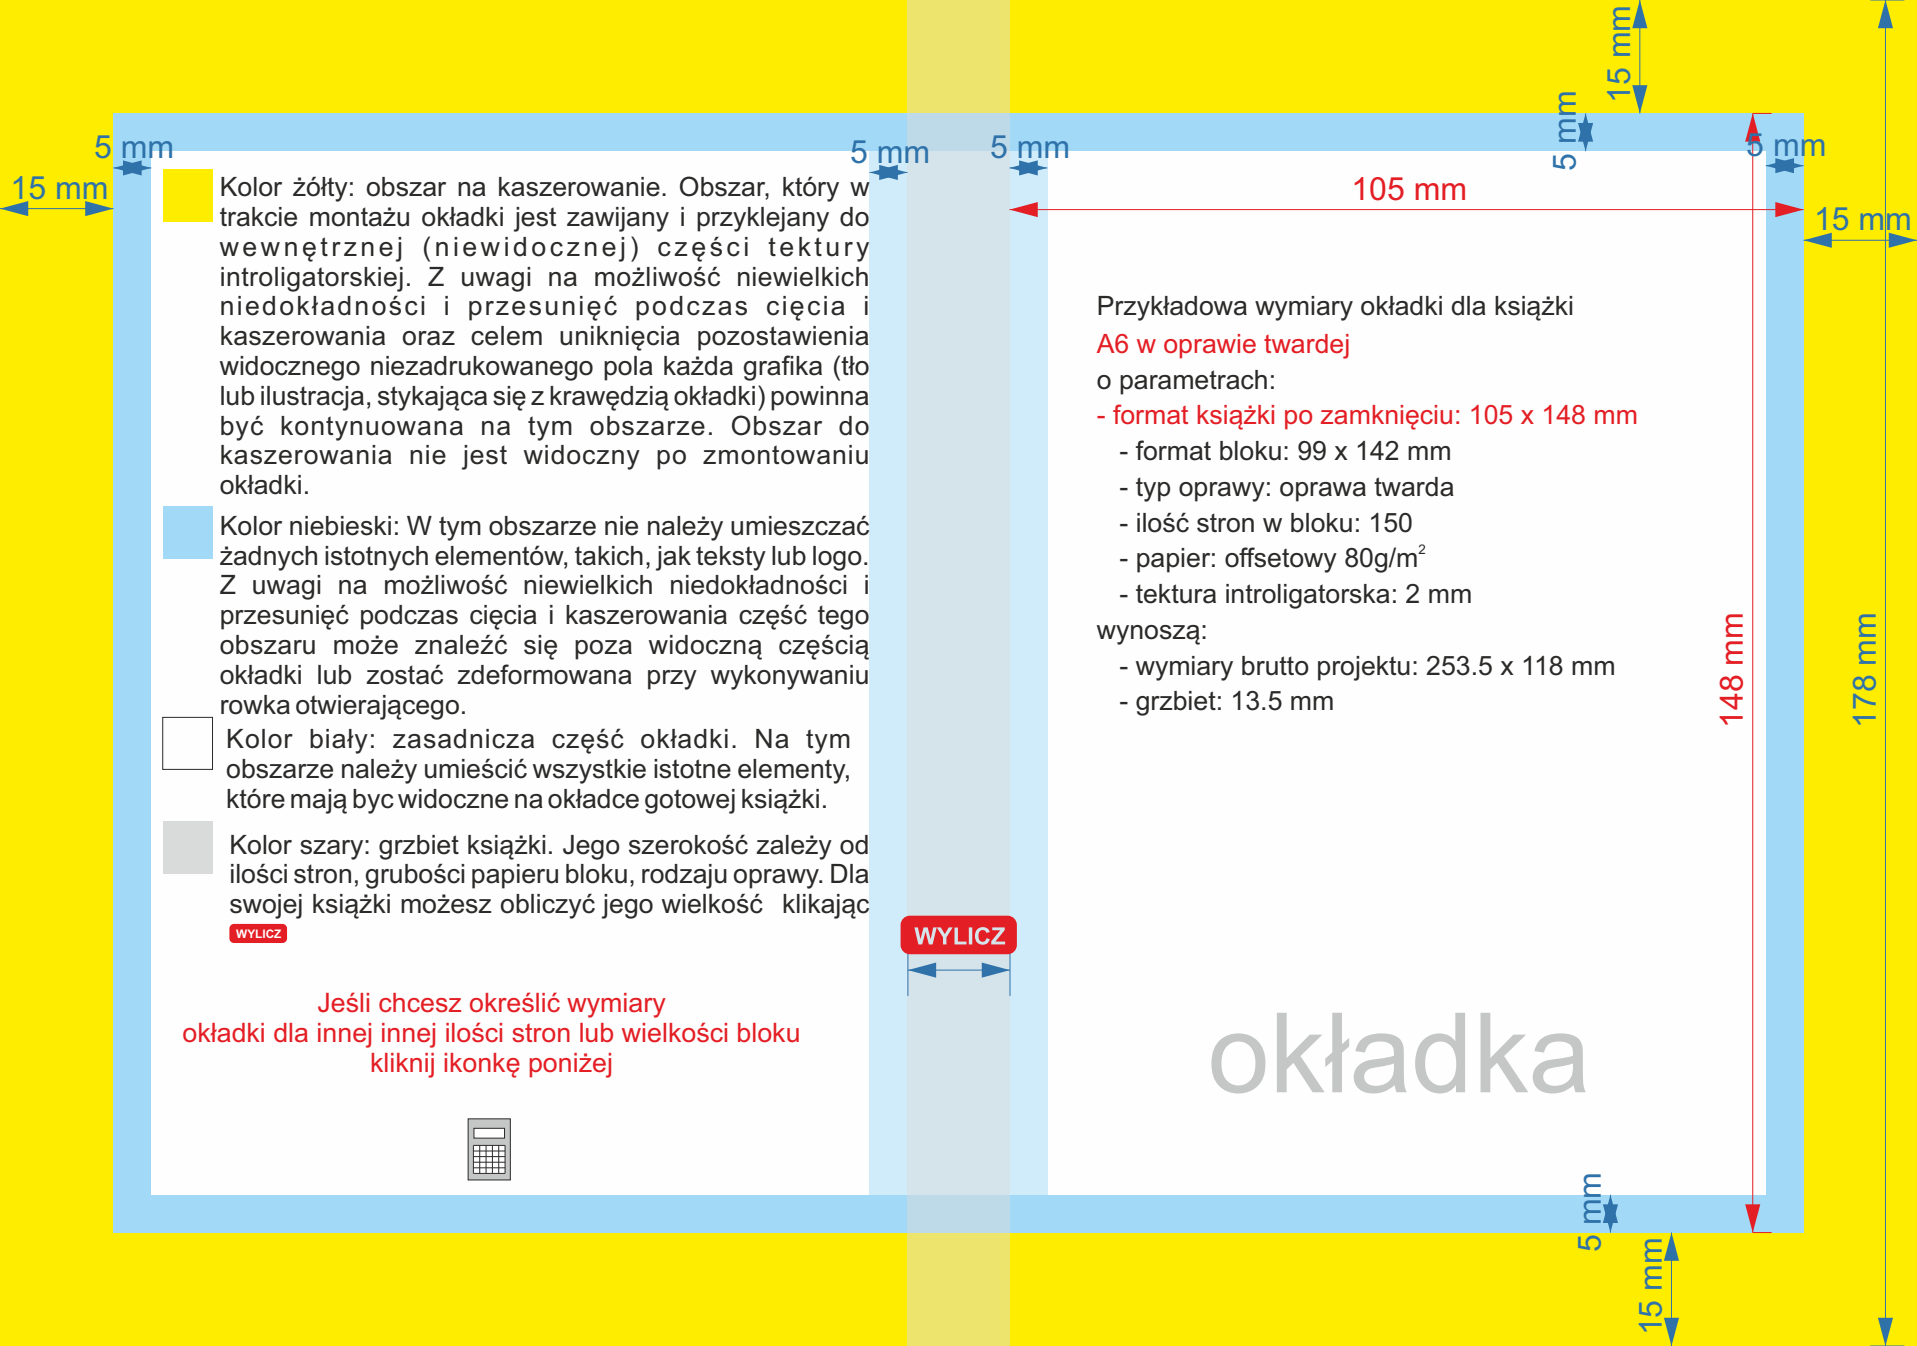 15 mm
5 mm
5 mm
5 mm
5 mm
5 mm
15 mm
105 mm
15 mm
Kolor żółty: obszar na kaszerowanie. Obszar, który w
trakcie montażu okładki jest zawijany i przyklejany do
wewnętrznej (niewidocznej) części tektury
introligatorskiej. Z uwagi na możliwość niewielkich
niedokładności i przesunięć podczas cięcia i
kaszerowania oraz celem uniknięcia pozostawienia
widocznego niezadrukowanego pola każda grafika (tło
lub ilustracja, stykająca się z krawędzią okładki) powinna
być kontynuowana na tym obszarze. Obszar do
kaszerowania nie jest widoczny po zmontowaniu
okładki.
Kolor niebieski: W tym obszarze nie należy umieszczać
żadnych istotnych elementów, takich, jak teksty lub logo.
Z uwagi na możliwość niewielkich niedokładności i
przesunięć podczas cięcia i kaszerowania część tego
obszaru może znaleźć się poza widoczną częścią
okładki lub zostać zdeformowana przy wykonywaniu
rowka otwierającego.
Kolor biały: zasadnicza część okładki. Na tym
obszarze należy umieścić wszystkie istotne elementy,
które mają byc widoczne na okładce gotowej książki.
Kolor szary: grzbiet książki. Jego szerokość zależy od
ilości stron, grubości papieru bloku, rodzaju oprawy. Dla
swojej książki możesz obliczyć jego wielkość klikając
WYLICZ
Jeśli chcesz określić wymiary
okładki dla innej innej ilości stron lub wielkości bloku
kliknij ikonkę poniżej
WYLICZ
Przykładowa wymiary okładki dla książki
A6 w oprawie twardej
o parametrach:
- format książki po zamknięciu: 105 x 148 mm
- format bloku: 99 x 142 mm
- typ oprawy: oprawa twarda
- ilość stron w bloku: 150
- papier: offsetowy 80g/m²
- tektura introligatorska: 2 mm
wynoszą:
- wymiary brutto projektu: 253.5 x 118 mm
- grzbiet: 13.5 mm
148 mm
178 mm
okładka
5 mm
15 mm